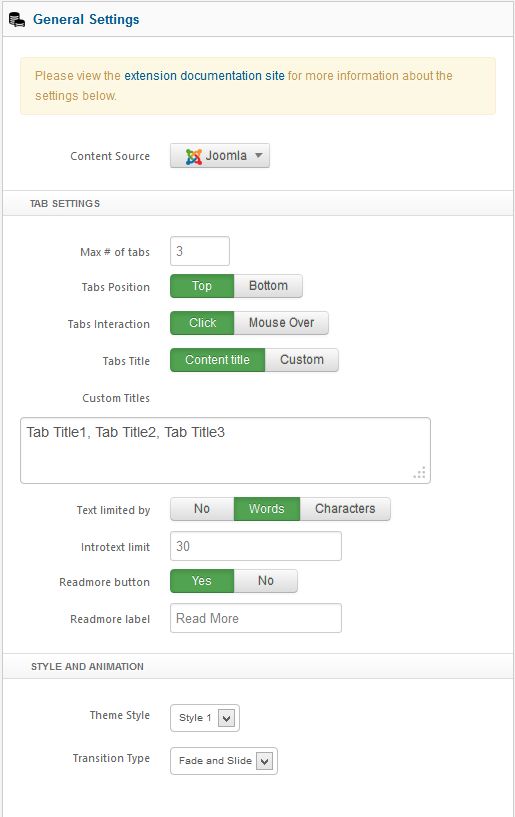 General Settings
Please view the extension documentation site for more information about the
settings below.
Content Source Joomla
TAB SETTINGS
Max # of tabs 3
Tabs Position Top Bottom
Tabs Interaction Click Mouse Over
Tabs Title Content title Custom
Custom Titles
Tab Title1, Tab Title2, Tab Title3
Text limited by No Words Characters
Introtext limit 30
Readmore button Yes No
Readmore label Read More
STYLE AND ANIMATION
Theme Style Style 1
Transition Type Fade and Slide